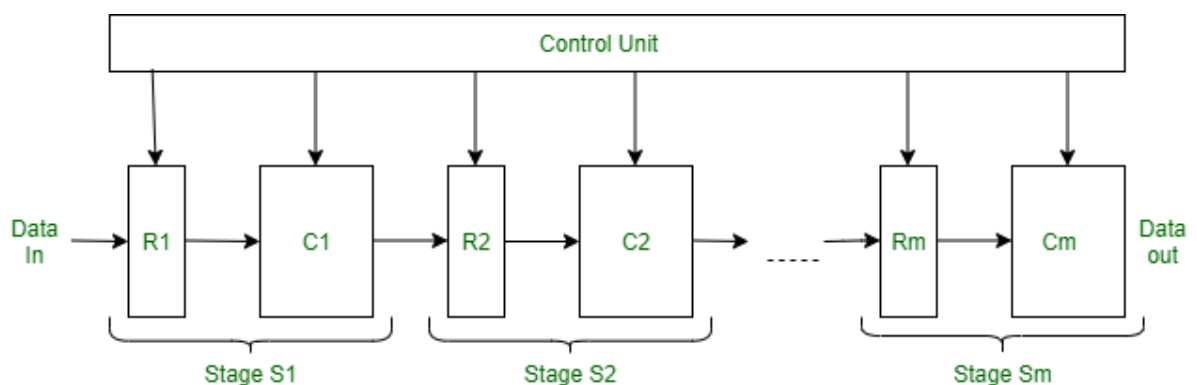 Control Unit
Data
In
R1
C1
R2
C2
-----
Rm
Cm
Data
out
Stage S1
Stage S2
Stage Sm